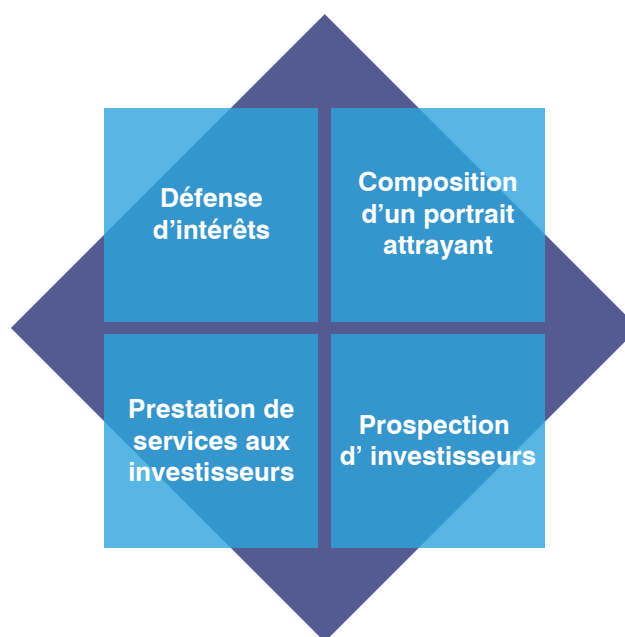 Défense
d'intérêts
Composition
d'un portrait
attrayant
Prestation de
services aux
investisseurs
Prospection
d' investisseurs